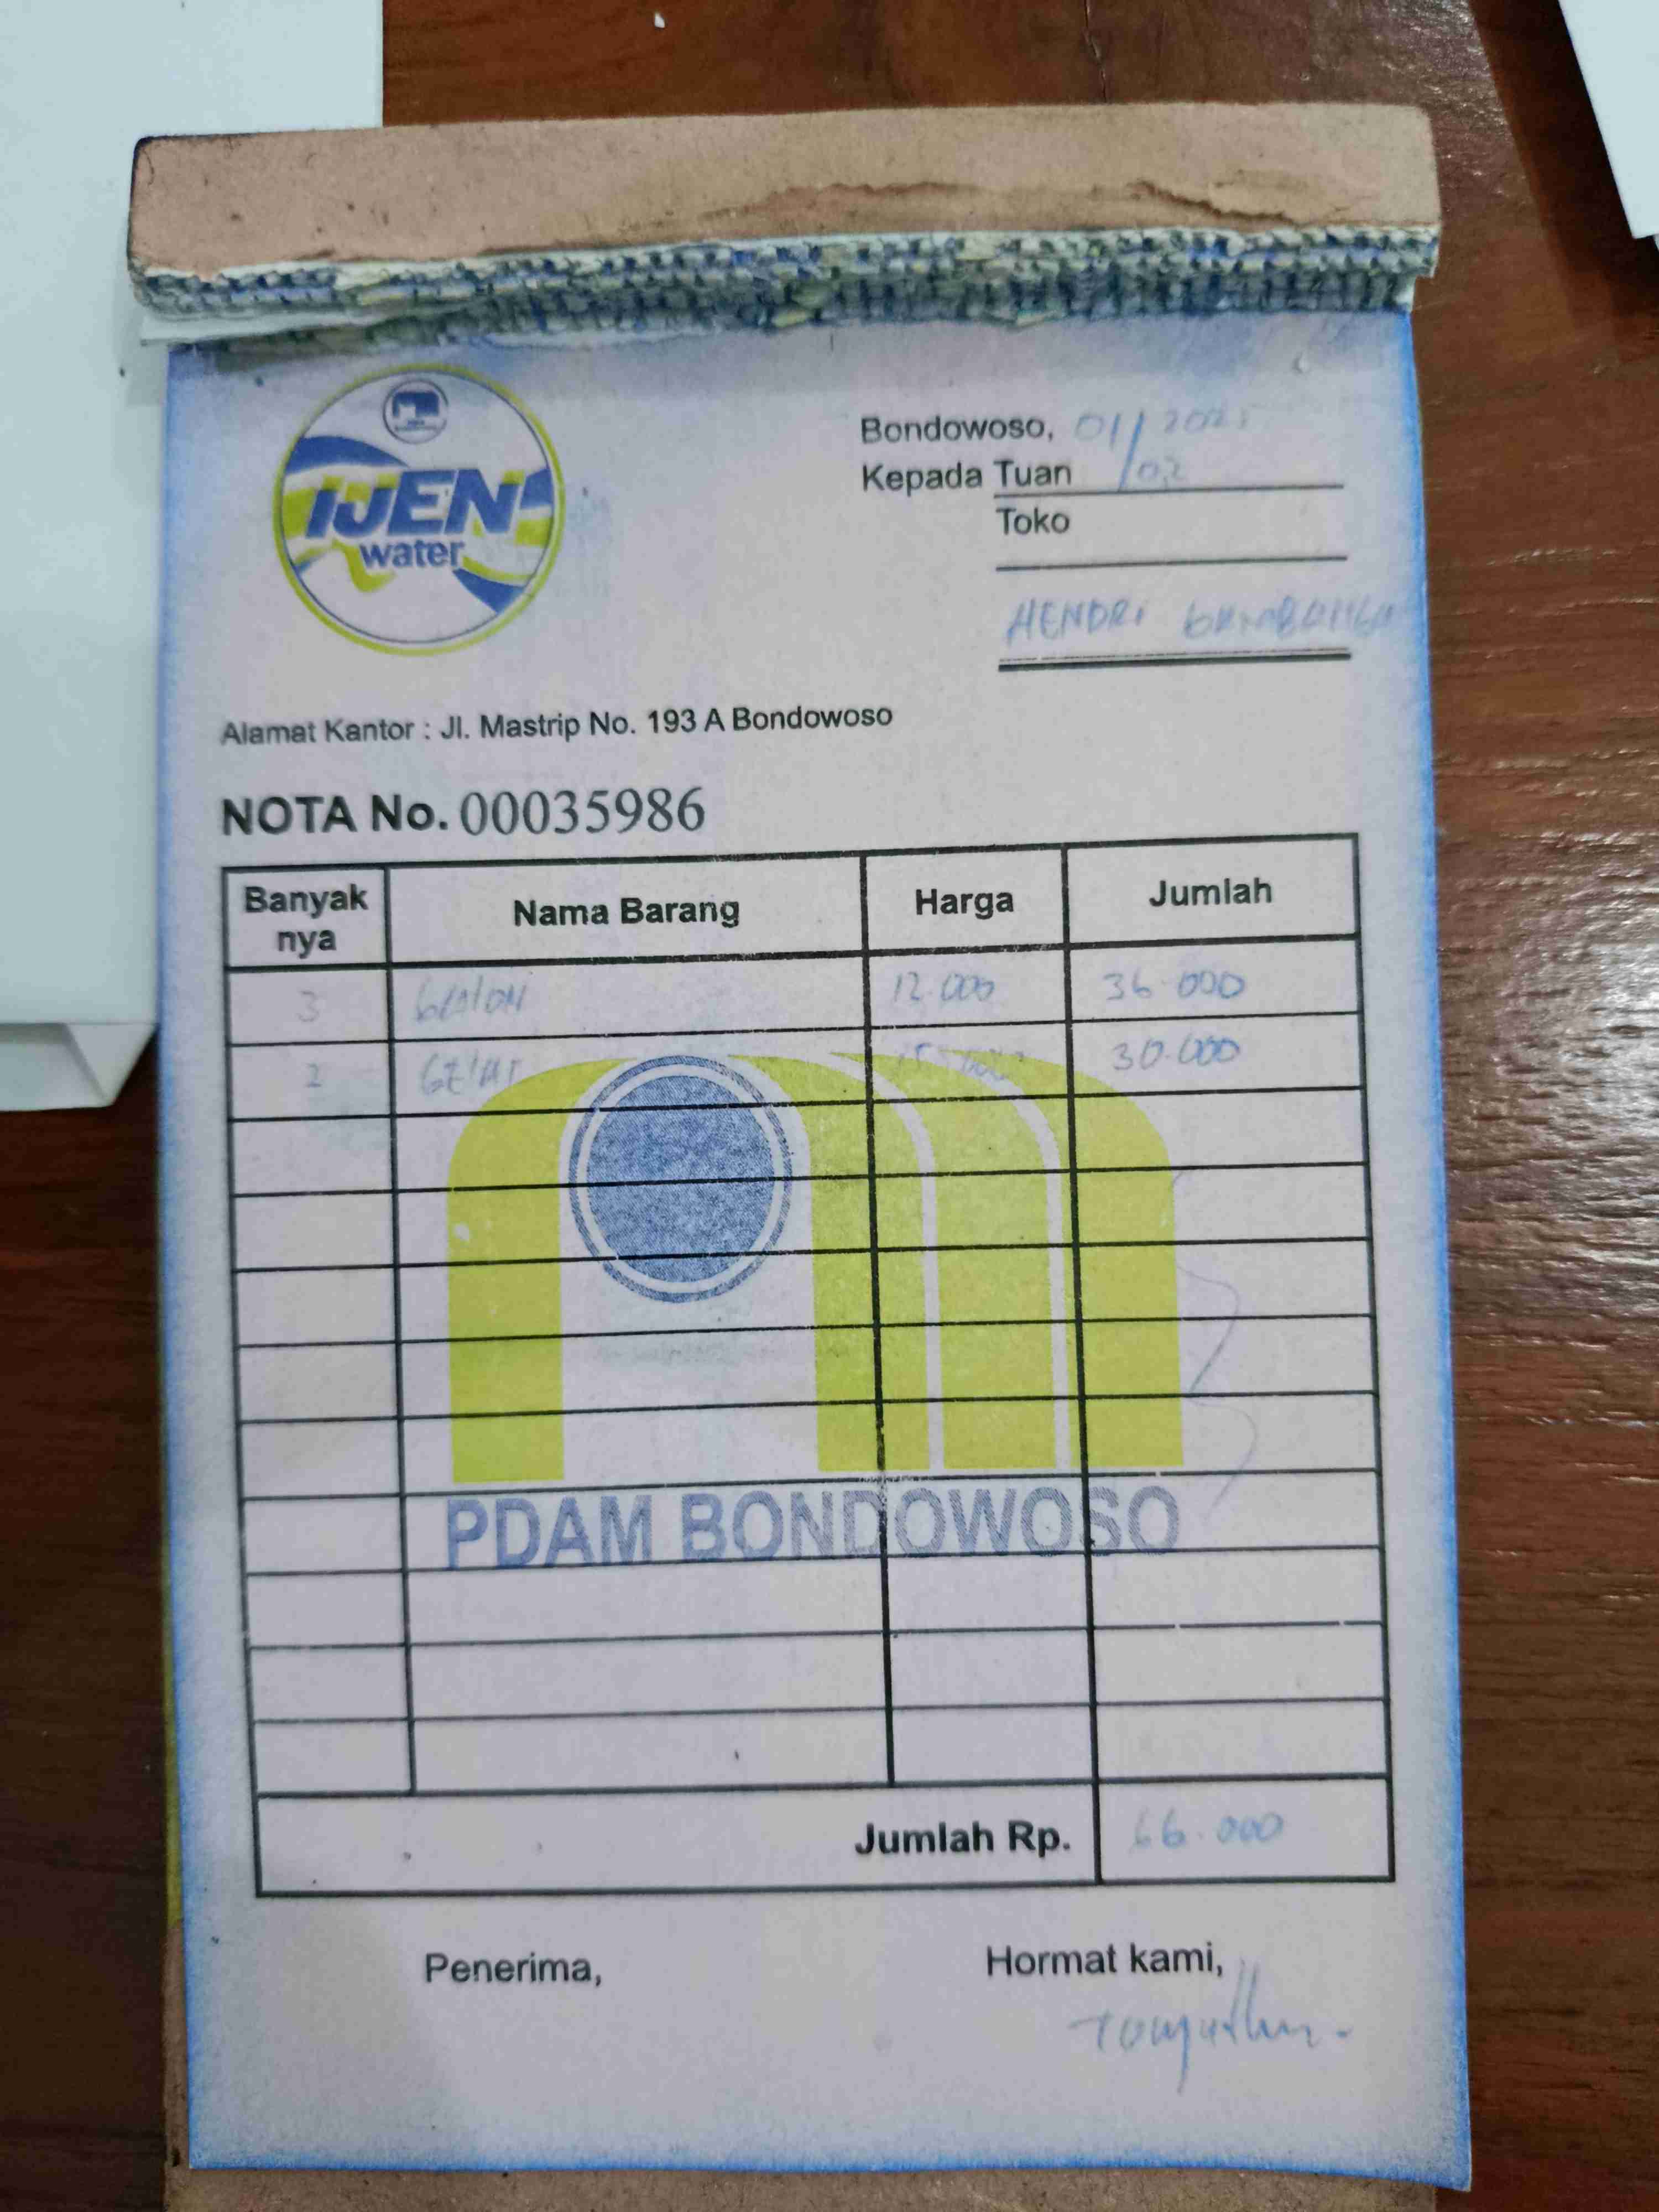 IJEN
water
Bondowoso, 01/02 2025
Kepada Tuan
Toko
HENDRI
Alamat Kantor : Jl. Mastrip No. 193 A Bondowoso
NOTA No. 00035986
Banyak nya Nama Barang Harga Jumlah
3 GALON 12.000 36.000
2 GELAS 15.000 30.000
PDAM BONDOWOSO
Jumlah Rp. 66.000
Penerima, Hormat kami,